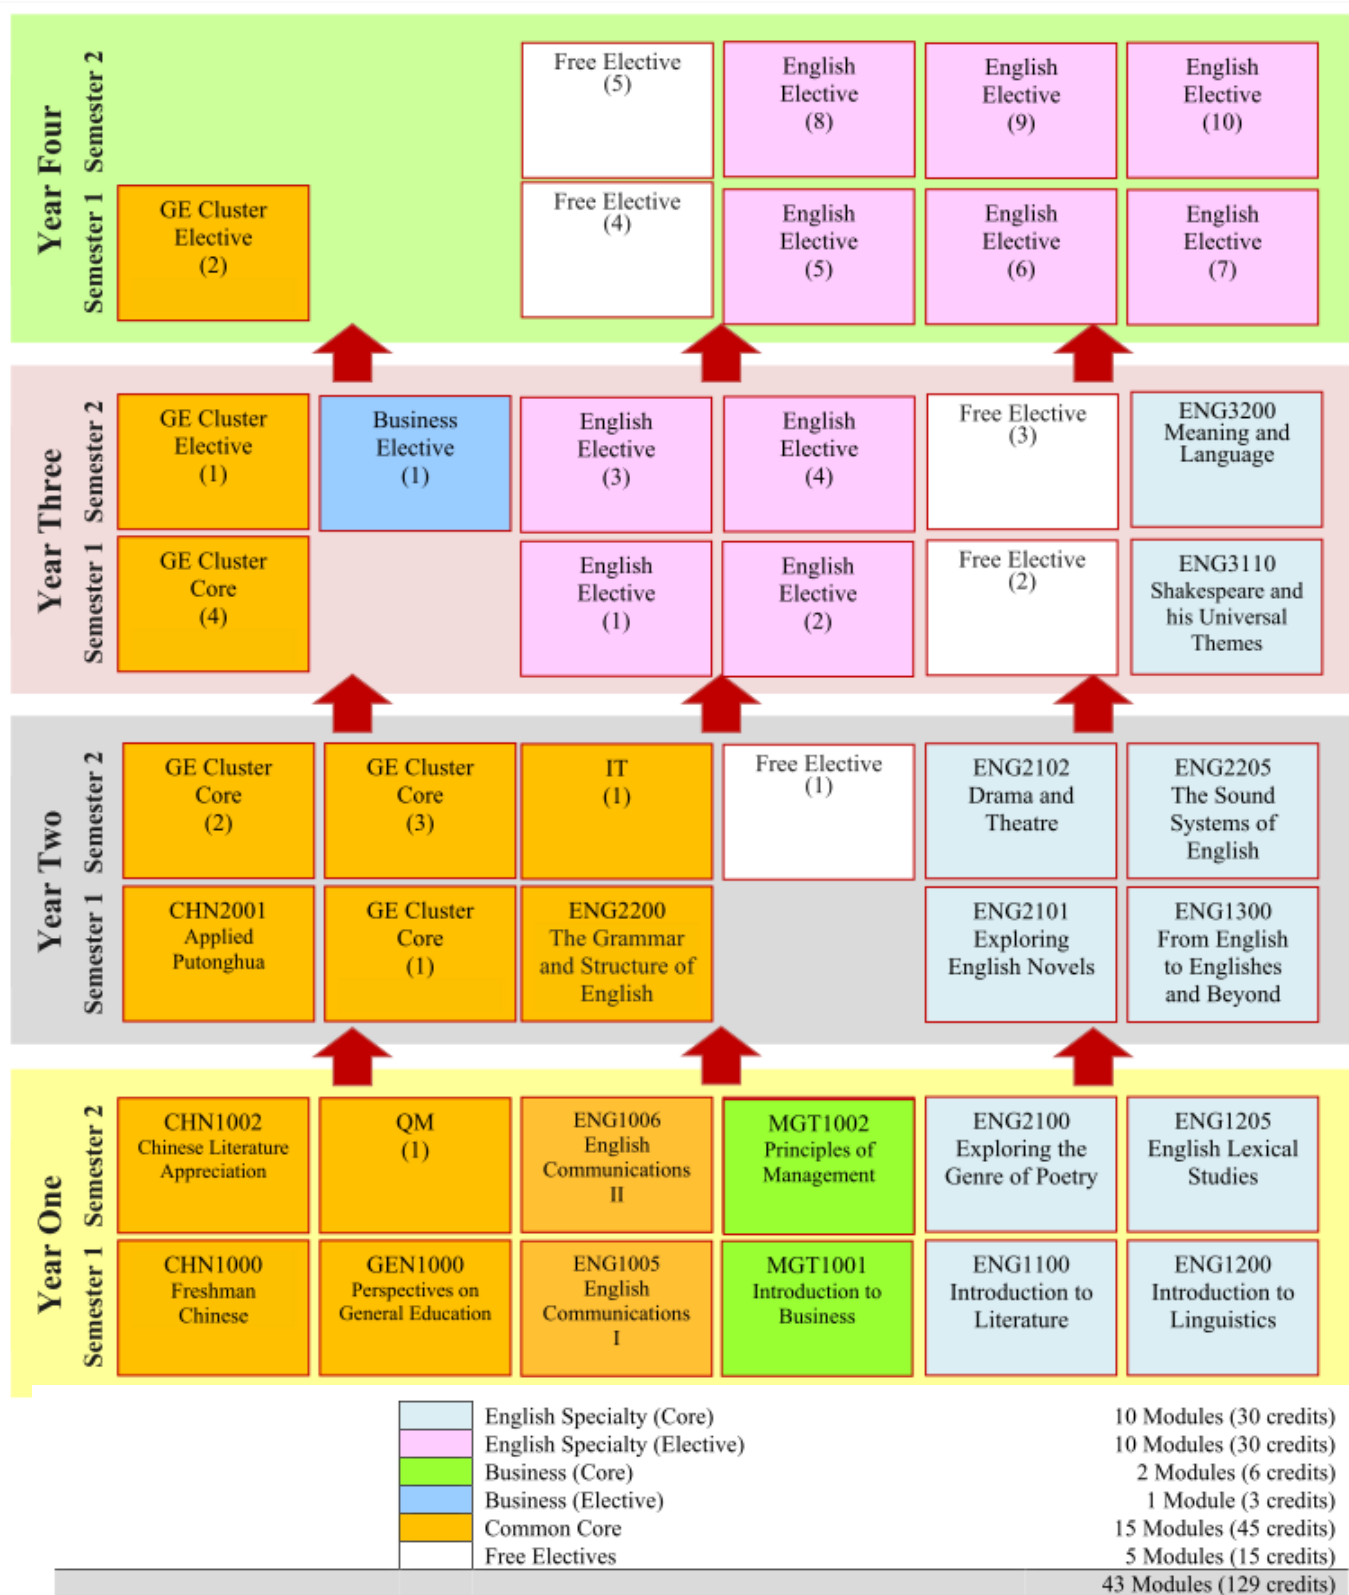 Year Four
Semester 2
Free Elective
(5)
English
Elective
(8)
English
Elective
(9)
English
Elective
(10)
Semester 1
GE Cluster
Elective
(2)
Free Elective
(4)
English
Elective
(5)
English
Elective
(6)
English
Elective
(7)
Year Three
Semester 2
GE Cluster
Elective
(1)
Business
Elective
(1)
English
Elective
(3)
English
Elective
(4)
Free Elective
(3)
ENG3200
Meaning and
Language
Semester 1
GE Cluster
Core
(4)
English
Elective
(1)
English
Elective
(2)
Free Elective
(2)
ENG3110
Shakespeare and
his Universal
Themes
Year Two
Semester 2
GE Cluster
Core
(2)
GE Cluster
Core
(3)
IT
(1)
Free Elective
(1)
ENG2102
Drama and
Theatre
ENG2205
The Sound
Systems of
English
Semester 1
CHN2001
Applied
Putonghua
GE Cluster
Core
(1)
ENG2200
The Grammar
and Structure of
English
ENG2101
Exploring
English Novels
ENG1300
From English
to Englishes
and Beyond
Year One
Semester 2
CHN1002
Chinese Literature
Appreciation
QM
(1)
ENG1006
English
Communications
II
MGT1002
Principles of
Management
ENG2100
Exploring the
Genre of Poetry
ENG1205
English Lexical
Studies
Semester 1
CHN1000
Freshman
Chinese
GEN1000
Perspectives on
General Education
ENG1005
English
Communications
I
MGT1001
Introduction to
Business
ENG1100
Introduction to
Literature
ENG1200
Introduction to
Linguistics
English Specialty (Core) 10 Modules (30 credits)
English Specialty (Elective) 10 Modules (30 credits)
Business (Core) 2 Modules (6 credits)
Business (Elective) 1 Module (3 credits)
Common Core 15 Modules (45 credits)
Free Electives 5 Modules (15 credits)
43 Modules (129 credits)